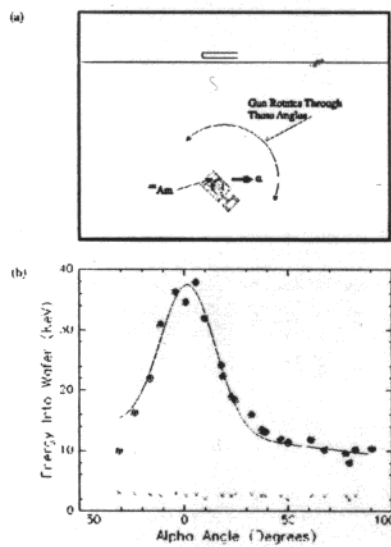 (a)
Gun Rotates Through
These Angles
Am
α
(b)
Energy Into Wafer (KeV)
40
30
20
10
0
50
0
50
100
Alpha Angle (Degrees)